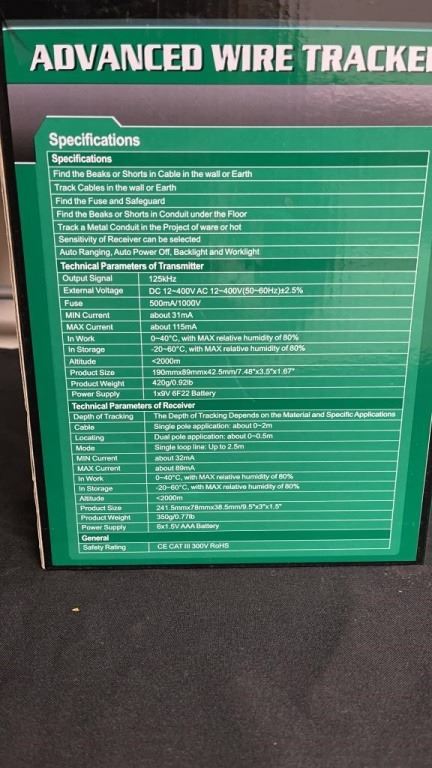 ADVANCED WIRE TRACKE
Specifications
Specifications
Find the Beaks or Shorts in Cable in the wall or Earth
Track Cables in the wall or Earth
Find the Fuse and Safeguard
Find the Beaks or Shorts in Conduit under the Floor
Track a Metal Conduit in the Project of ware or hot
Sensitivity of Receiver can be selected
Auto Ranging, Auto Power Off, Backlight and Worklight
Technical Parameters of Transmitter
Output Signal 125kHz
External Voltage DC 12~400V AC 12~400V(50~60Hz)±2.5%
Fuse 500mA/1000V
MIN Current about 31mA
MAX Current about 115mA
In Work 0~40°C, with MAX relative humidity of 80%
In Storage -20~60°C, with MAX relative humidity of 80%
Altitude <2000m
Product Size 190mmx89mmx42.5mm/7.48"x3.5"x1.67"
Product Weight 420g/0.92lb
Power Supply 1x9V 6F22 Battery
Technical Parameters of Receiver
Depth of Tracking The Depth of Tracking Depends on the Material and Specific Applications
Cable Single pole application: about 0~2m
Locating Dual pole application: about 0~0.5m
Mode Single loop line: Up to 2.5m
MIN Current about 32mA
MAX Current about 89mA
In Work 0~40°C, with MAX relative humidity of 80%
In Storage -20~60°C, with MAX relative humidity of 80%
Altitude <2000m
Product Size 241.5mmx78mmx38.5mm/9.5"x3"x1.5"
Product Weight 350g/0.77lb
Power Supply 6x1.5V AAA Battery
General
Safety Rating CE CAT III 300V RoHS